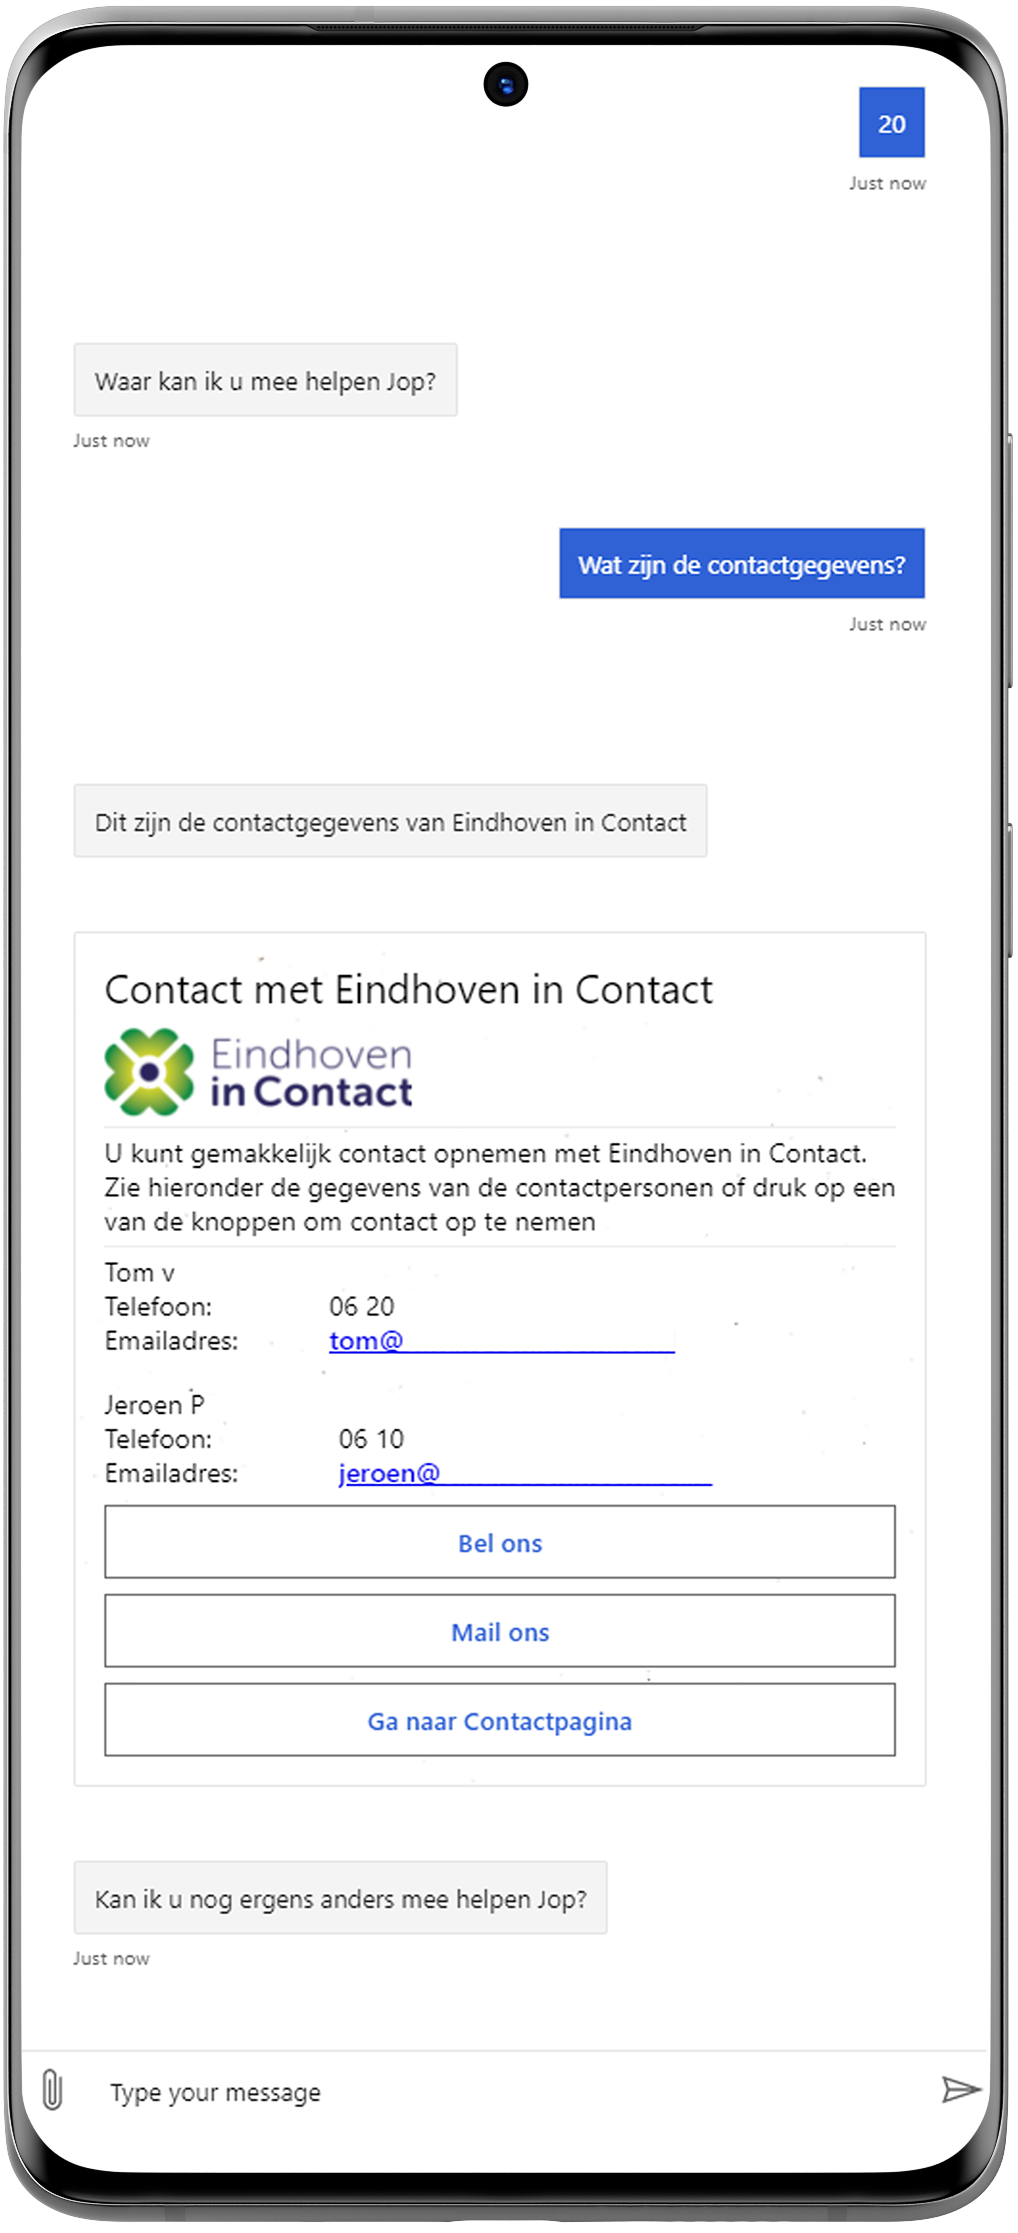 20
Just now
Waar kan ik u mee helpen Jop?
Just now
Wat zijn de contactgegevens?
Just now
Dit zijn de contactgegevens van Eindhoven in Contact
Contact met Eindhoven in Contact
Eindhoven
in Contact
U kunt gemakkelijk contact opnemen met Eindhoven in Contact.
Zie hieronder de gegevens van de contactpersonen of druk op een
van de knoppen om contact op te nemen
Tom v
Telefoon: 06 20
Emailadres: tom@
Jeroen P
Telefoon: 06 10
Emailadres: jeroen@
Bel ons
Mail ons
Ga naar Contactpagina
Kan ik u nog ergens anders mee helpen Jop?
Just now
Type your message